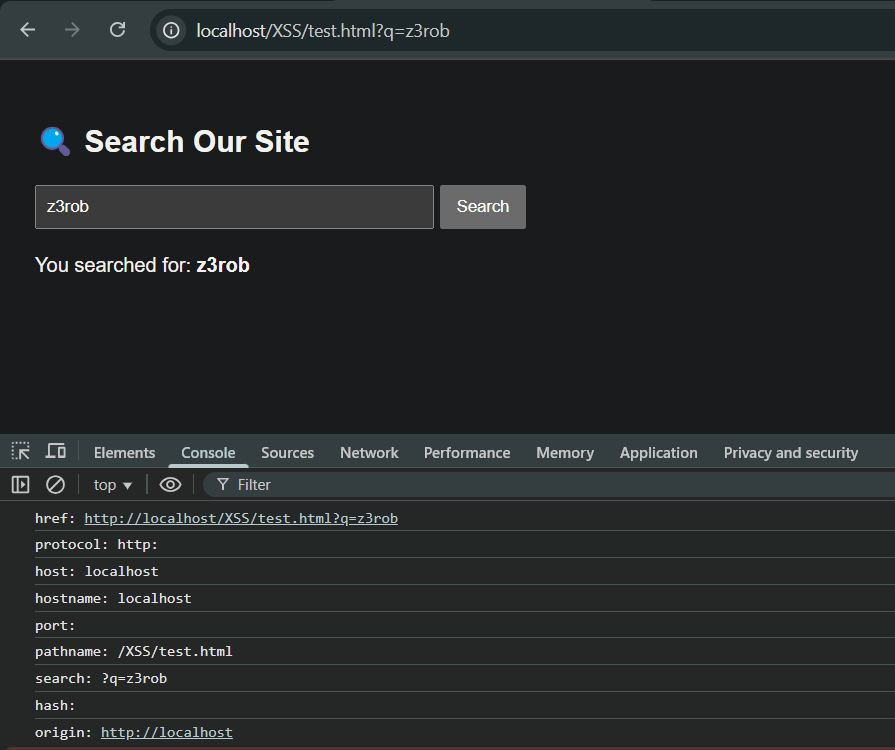 localhost/XSS/test.html?q=z3rob
Search Our Site
z3rob Search
You searched for: z3rob
Elements Console Sources Network Performance Memory Application Privacy and security
top Filter
href: http://localhost/XSS/test.html?q=z3rob
protocol: http:
host: localhost
hostname: localhost
port:
pathname: /XSS/test.html
search: ?q=z3rob
hash:
origin: http://localhost